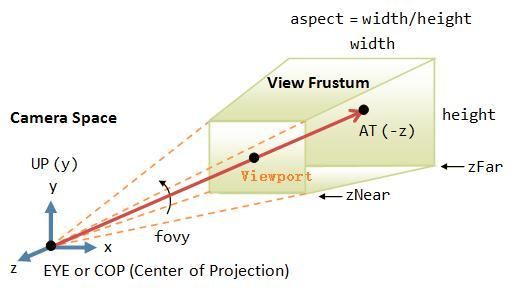 aspect = width/height
width
View Frustum
Camera Space
height
AT (-z)
UP (y)
zFar
Viewport
y
zNear
fovy
x
z
EYE or COP (Center of Projection)